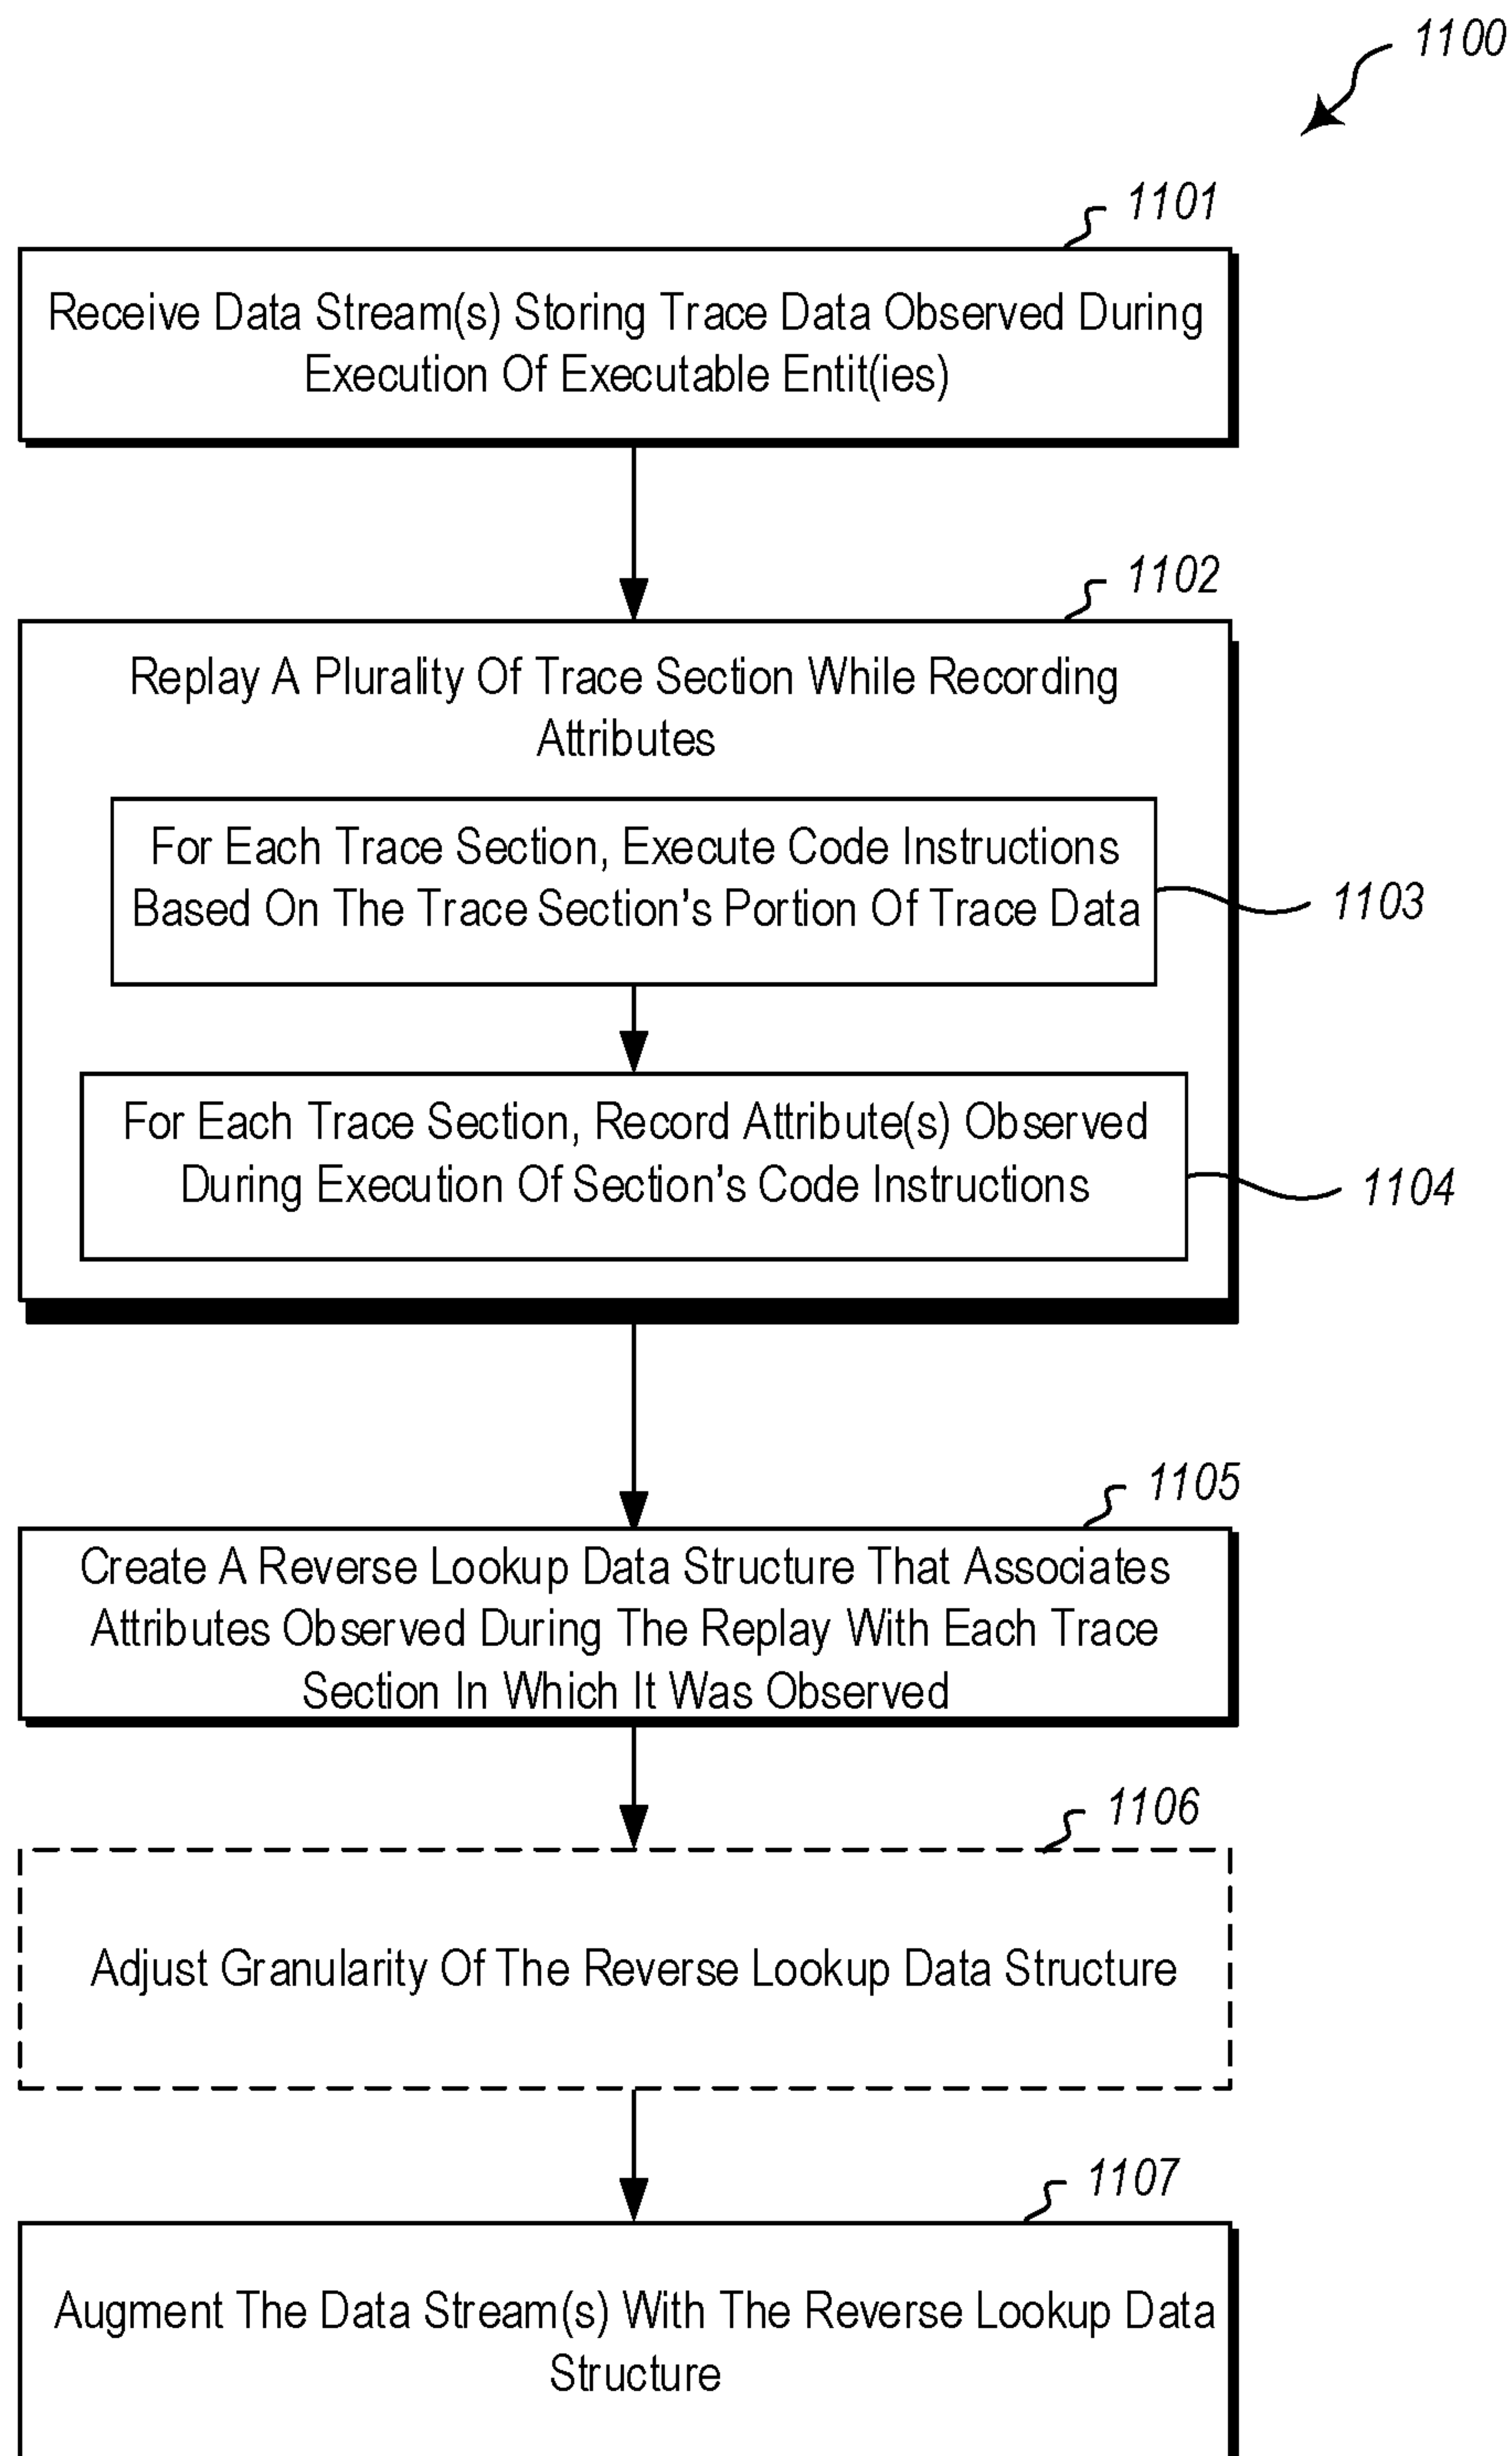 1100
1101
Receive Data Stream(s) Storing Trace Data Observed During
Execution Of Executable Entit(ies)
1102
Replay A Plurality Of Trace Section While Recording
Attributes
For Each Trace Section, Execute Code Instructions
Based On The Trace Section's Portion Of Trace Data
1103
For Each Trace Section, Record Attribute(s) Observed
During Execution Of Section's Code Instructions
1104
1105
Create A Reverse Lookup Data Structure That Associates
Attributes Observed During The Replay With Each Trace
Section In Which It Was Observed
1106
Adjust Granularity Of The Reverse Lookup Data Structure
1107
Augment The Data Stream(s) With The Reverse Lookup Data
Structure